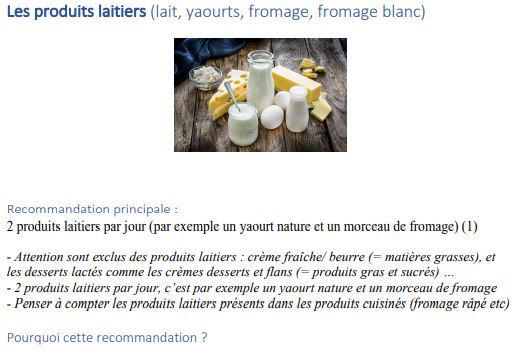 Les produits laitiers (lait, yaourts, fromage, fromage blanc)
Recommandation principale :
2 produits laitiers par jour (par exemple un yaourt nature et un morceau de fromage) (1)
- Attention sont exclus des produits laitiers : crème fraîche/ beurre (= matières grasses), et
les desserts lactés comme les crèmes desserts et flans (= produits gras et sucrés) ...
- 2 produits laitiers par jour, c'est par exemple un yaourt nature et un morceau de fromage
- Penser à compter les produits laitiers présents dans les produits cuisinés (fromage râpé etc)
Pourquoi cette recommandation ?